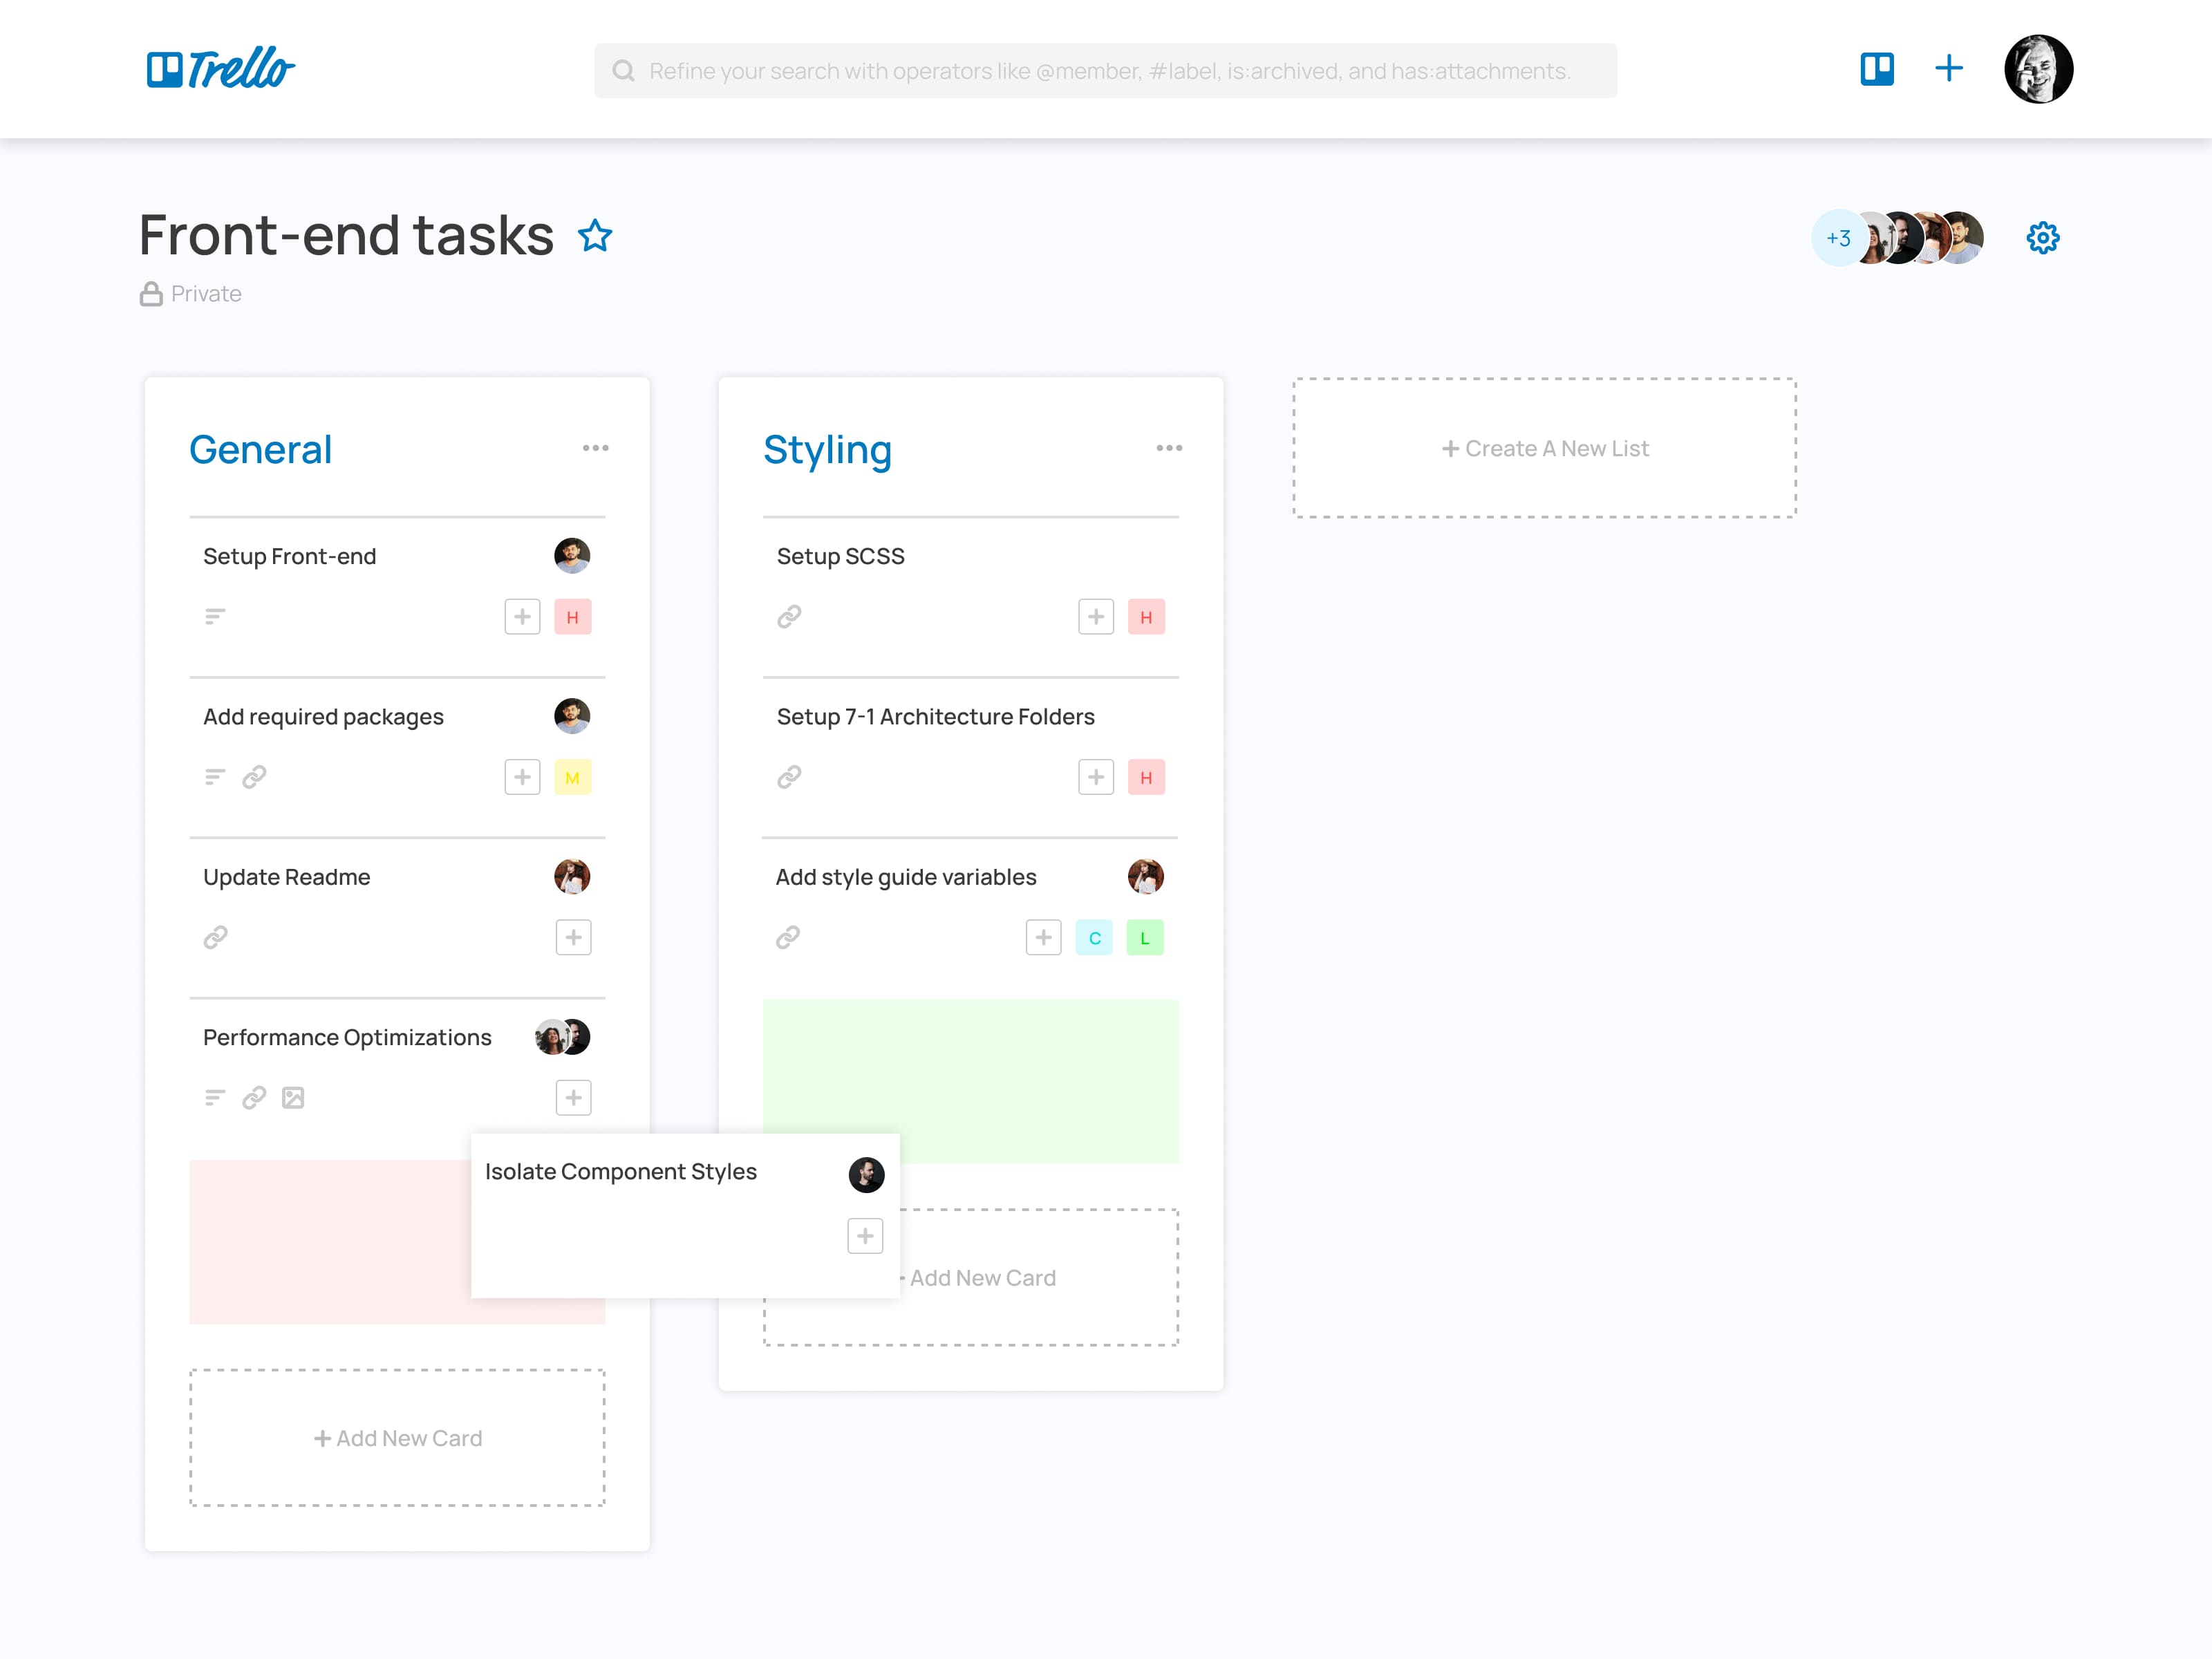 Trello
Refine your search with operators like @member, #label, is:archived, and has:attachments.
Front-end tasks
+3
Private
General
Setup Front-end
H
Add required packages
M
Update Readme
Performance Optimizations
+ Add New Card
Styling
Setup SCSS
H
Setup 7-1 Architecture Folders
H
Add style guide variables
C
L
Isolate Component Styles
Add New Card
+ Create A New List